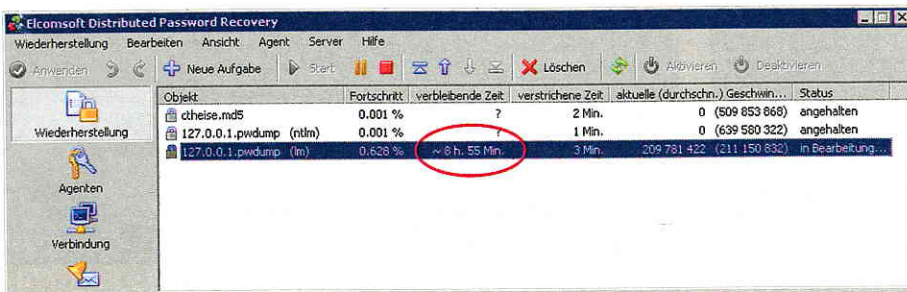 Elcomsoft Distributed Password Recovery
Wiederherstellung Bearbeiten Ansicht Agent Server Hilfe
Anwenden Neue Aufgabe Start Löschen Aktivieren Deaktivieren
Objekt Fortschritt verbleibende Zeit verstrichene Zeit aktuelle (durchschn.) Geschwin... Status
ctheise.md5 0.001 % ? 2 Min. 0 (509 853 868) angehalten
127.0.0.1.pwdump (ntlm) 0.001 % ? 1 Min. 0 (639 580 322) angehalten
127.0.0.1.pwdump (lm) 0.628 % ~ 8 h. 55 Min. 3 Min. 209 781 422 (211 150 832) in Bearbeitung...
Wiederherstellung
Agenten
Verbindung